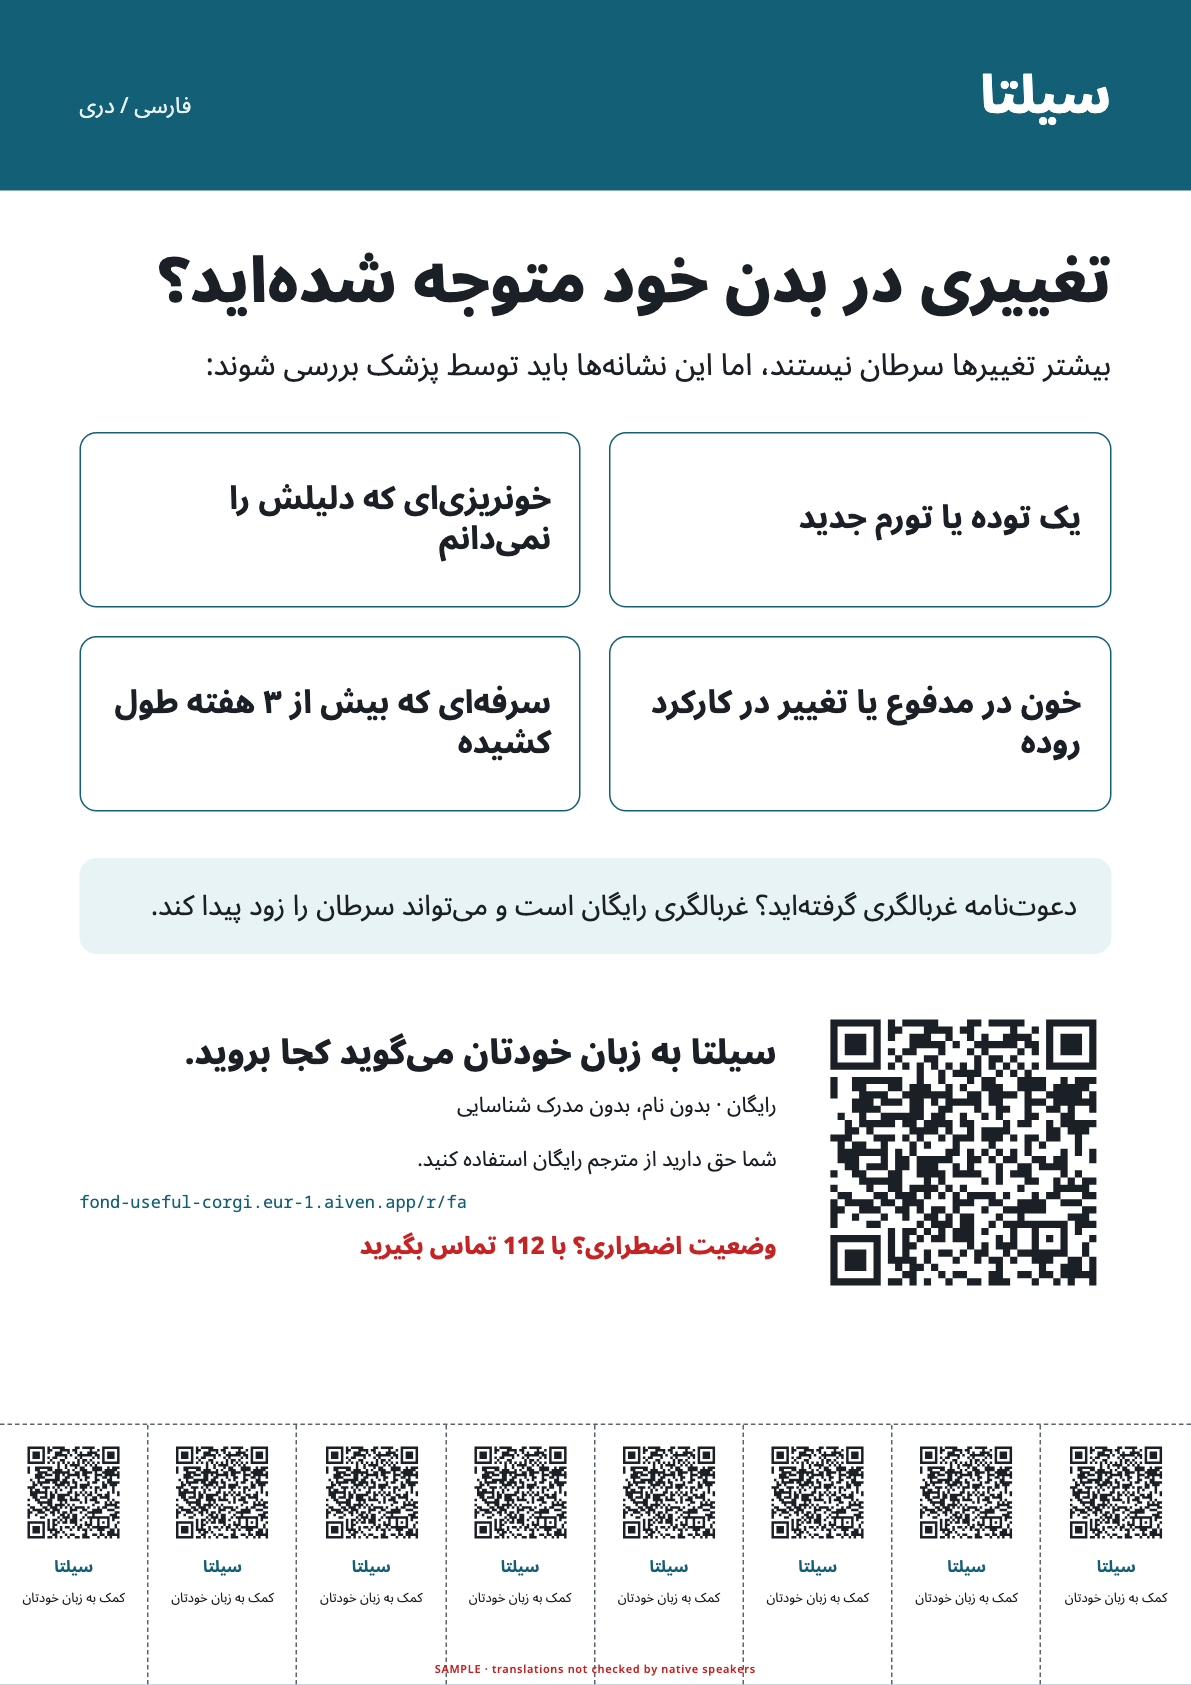 سیلتا
فارسی / دری
تغییری در بدن خود متوجه شده‌اید؟
بیشتر تغییرها سرطان نیستند، اما این نشانه‌ها باید توسط پزشک بررسی شوند:
یک توده یا تورم جدید
خونریزی‌ای که دلیلش را
نمی‌دانم
خون در مدفوع یا تغییر در کارکرد
روده
سرفه‌ای که بیش از ۳ هفته طول
کشیده
دعوت‌نامه غربالگری گرفته‌اید؟ غربالگری رایگان است و می‌تواند سرطان را زود پیدا کند.
سیلتا به زبان خودتان می‌گوید کجا بروید.
رایگان · بدون نام، بدون مدرک شناسایی
شما حق دارید از مترجم رایگان استفاده کنید.
fond-useful-corgi.eur-1.aiven.app/r/fa
وضعیت اضطراری؟ با 112 تماس بگیرید
سیلتا
کمک به زبان خودتان
سیلتا
کمک به زبان خودتان
سیلتا
کمک به زبان خودتان
سیلتا
کمک به زبان خودتان
سیلتا
کمک به زبان خودتان
سیلتا
کمک به زبان خودتان
سیلتا
کمک به زبان خودتان
سیلتا
کمک به زبان خودتان
SAMPLE · translations not checked by native speakers